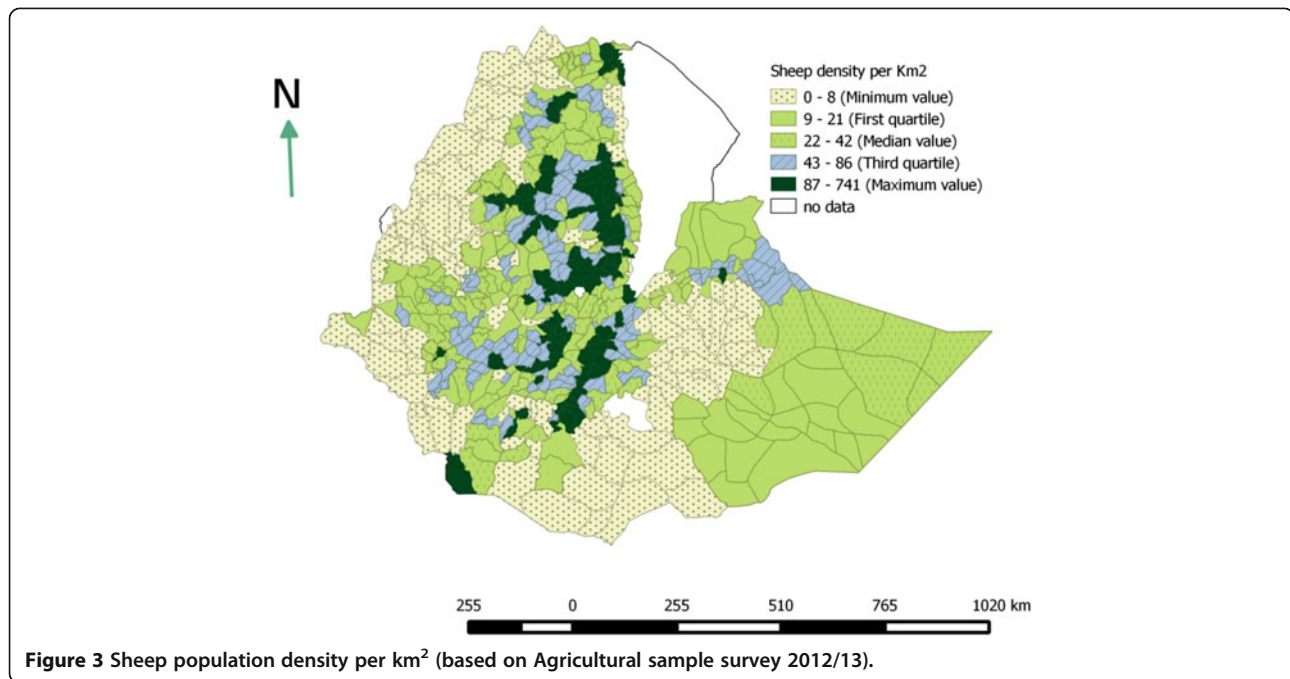 N
Sheep density per Km2
0 - 8 (Minimum value)
9 - 21 (First quartile)
22 - 42 (Median value)
43 - 86 (Third quartile)
87 - 741 (Maximum value)
no data
255 0 255 510 765 1020 km
Figure 3 Sheep population density per km² (based on Agricultural sample survey 2012/13).